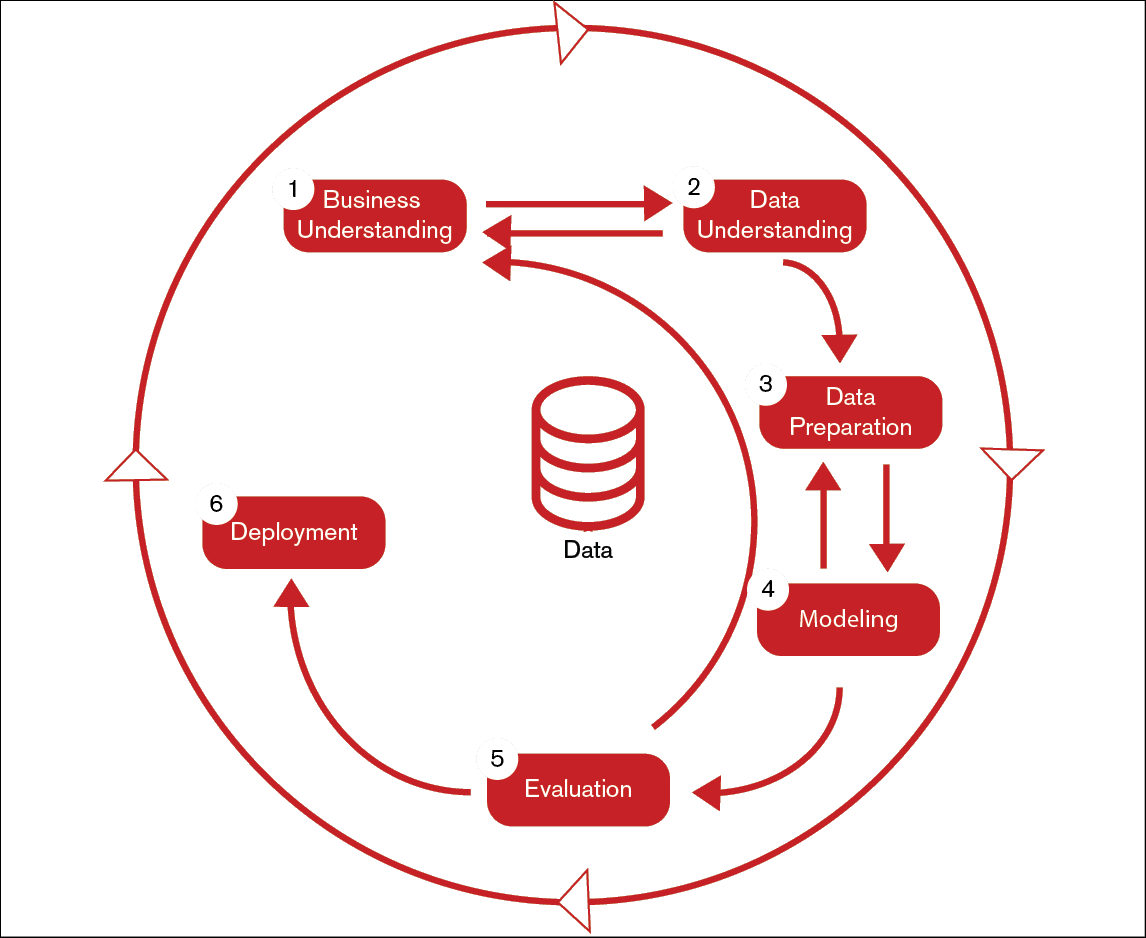 1
Business
Understanding
2
Data
Understanding
3
Data
Preparation
4
Modeling
5
Evaluation
6
Deployment
Data